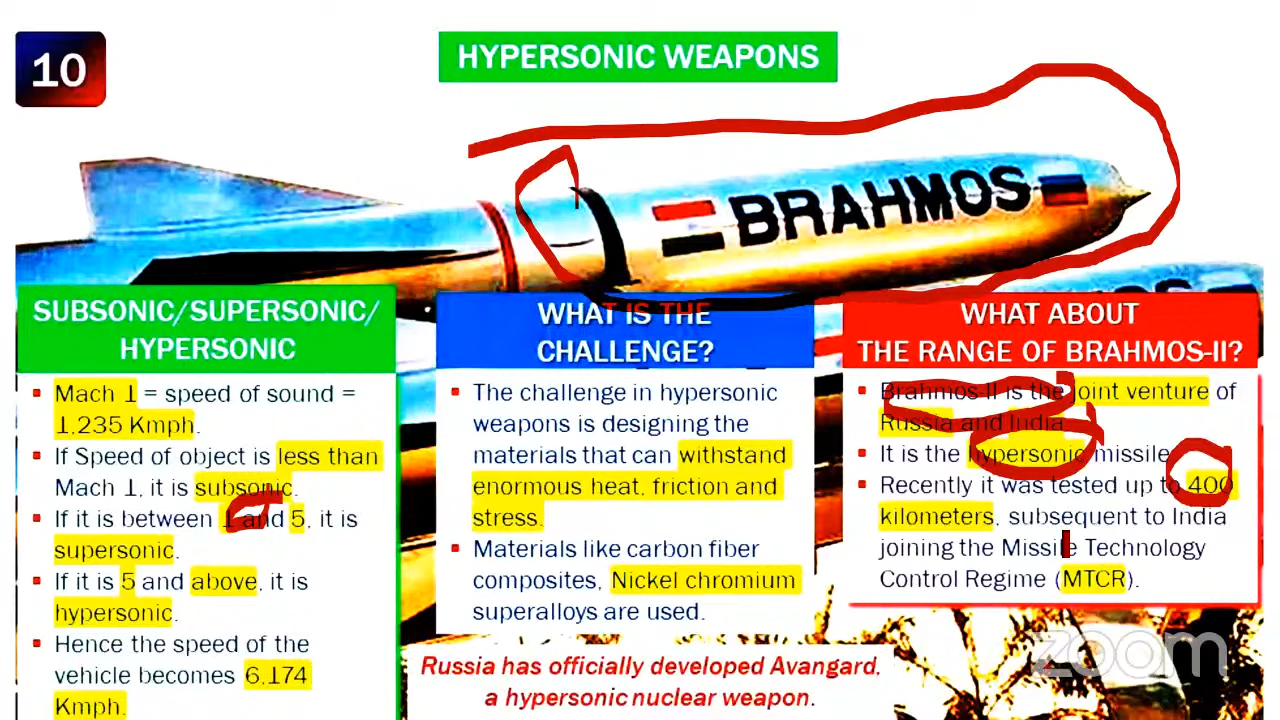 10
HYPERSONIC WEAPONS
BRAHMOS
SUBSONIC/SUPERSONIC/
HYPERSONIC
▪ Mach 1 = speed of sound =
1,235 Kmph.
▪ If Speed of object is less than
Mach 1, it is subsonic.
▪ If it is between 1 and 5, it is
supersonic.
▪ If it is 5 and above, it is
hypersonic.
▪ Hence the speed of the
vehicle becomes 6,174
Kmph.
WHAT IS THE
CHALLENGE?
▪ The challenge in hypersonic
weapons is designing the
materials that can withstand
enormous heat, friction and
stress.
▪ Materials like carbon fiber
composites, Nickel chromium
superalloys are used.
WHAT ABOUT
THE RANGE OF BRAHMOS-II?
▪ Brahmos-II is the joint venture of
Russia and India.
▪ It is the hypersonic missile
▪ Recently it was tested up to 400
kilometers, subsequent to India
joining the Missile Technology
Control Regime (MTCR).
Russia has officially developed Avangard,
a hypersonic nuclear weapon.
zoom